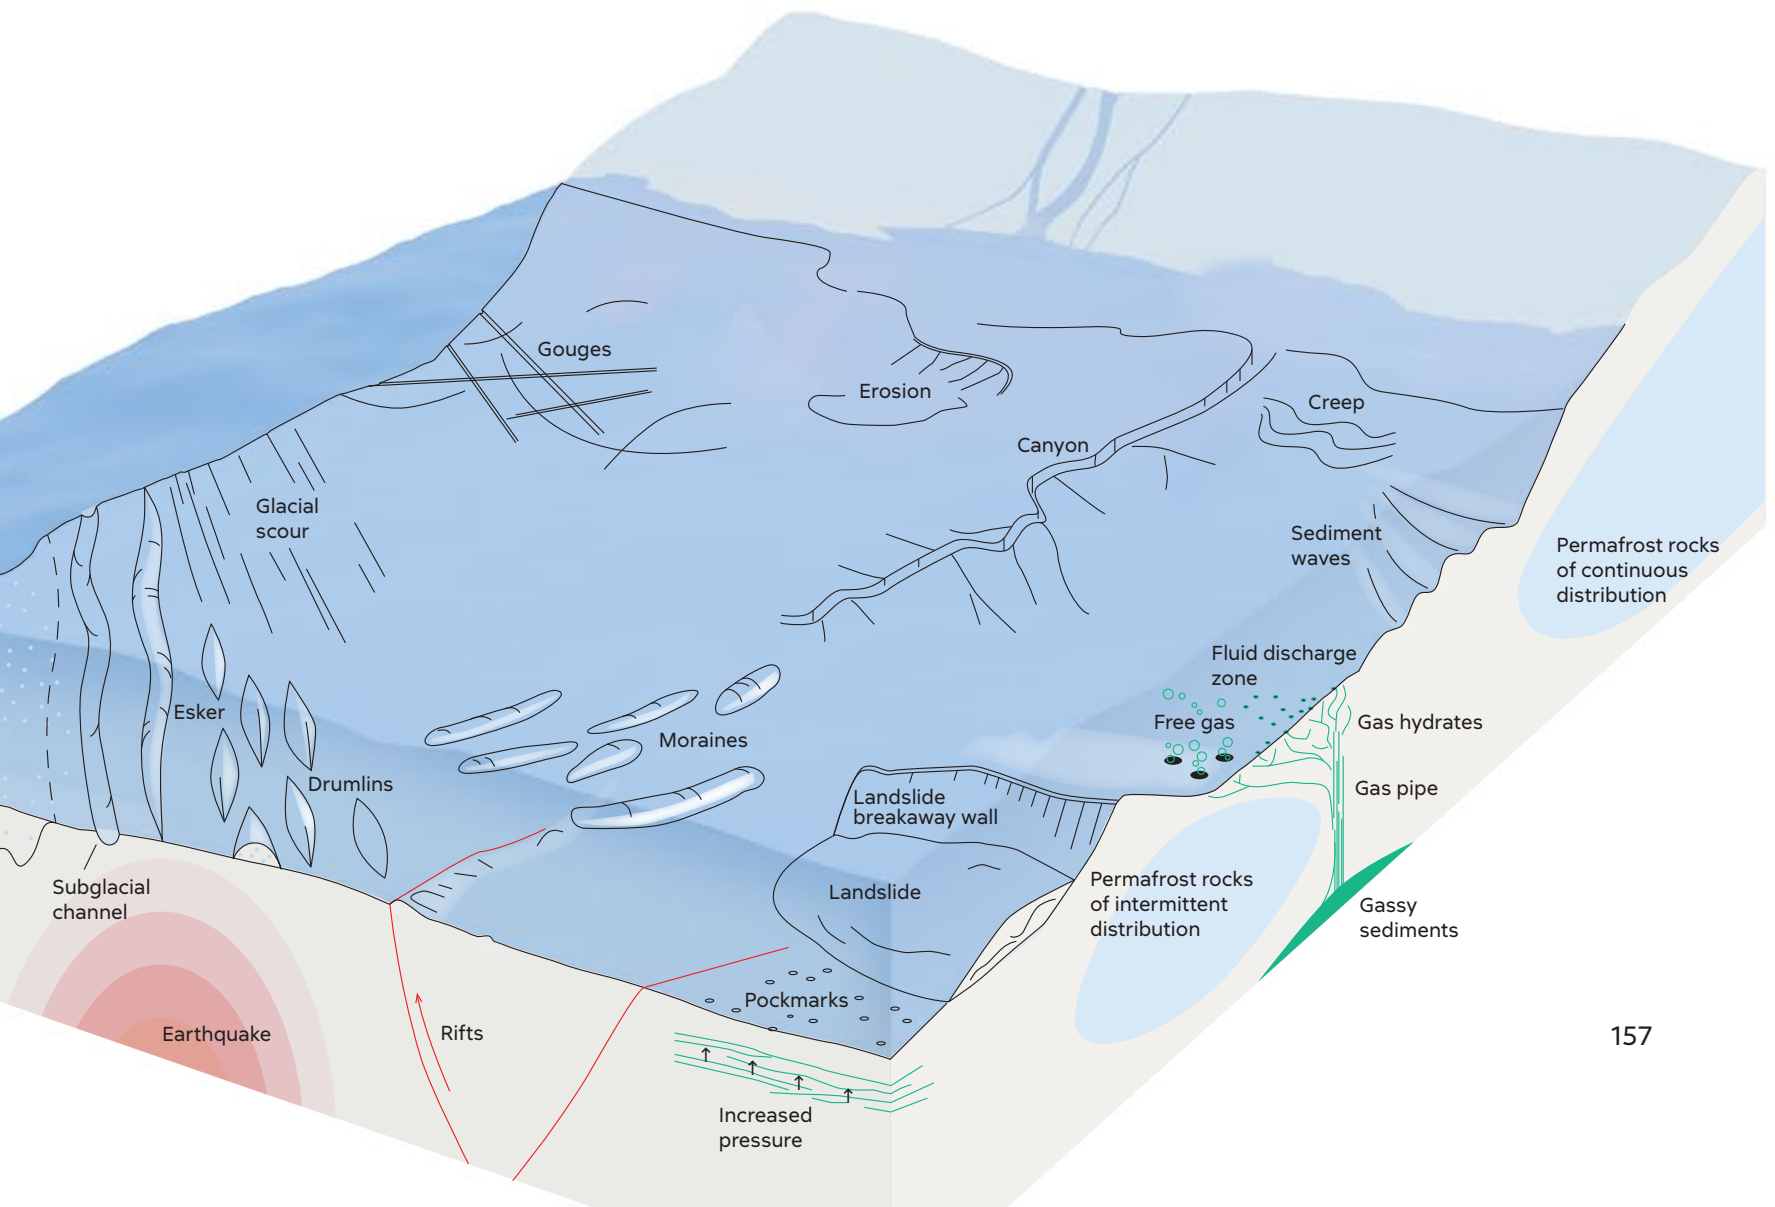 Gouges
Erosion
Creep
Canyon
Glacial
scour
Sediment
waves
Permafrost rocks
of continuous
distribution
Fluid discharge
zone
Esker
Free gas
Gas hydrates
Moraines
Drumlins
Gas pipe
Landslide
breakaway wall
Subglacial
channel
Landslide
Permafrost rocks
of intermittent
distribution
Gassy
sediments
Pockmarks
Earthquake
Rifts
157
Increased
pressure